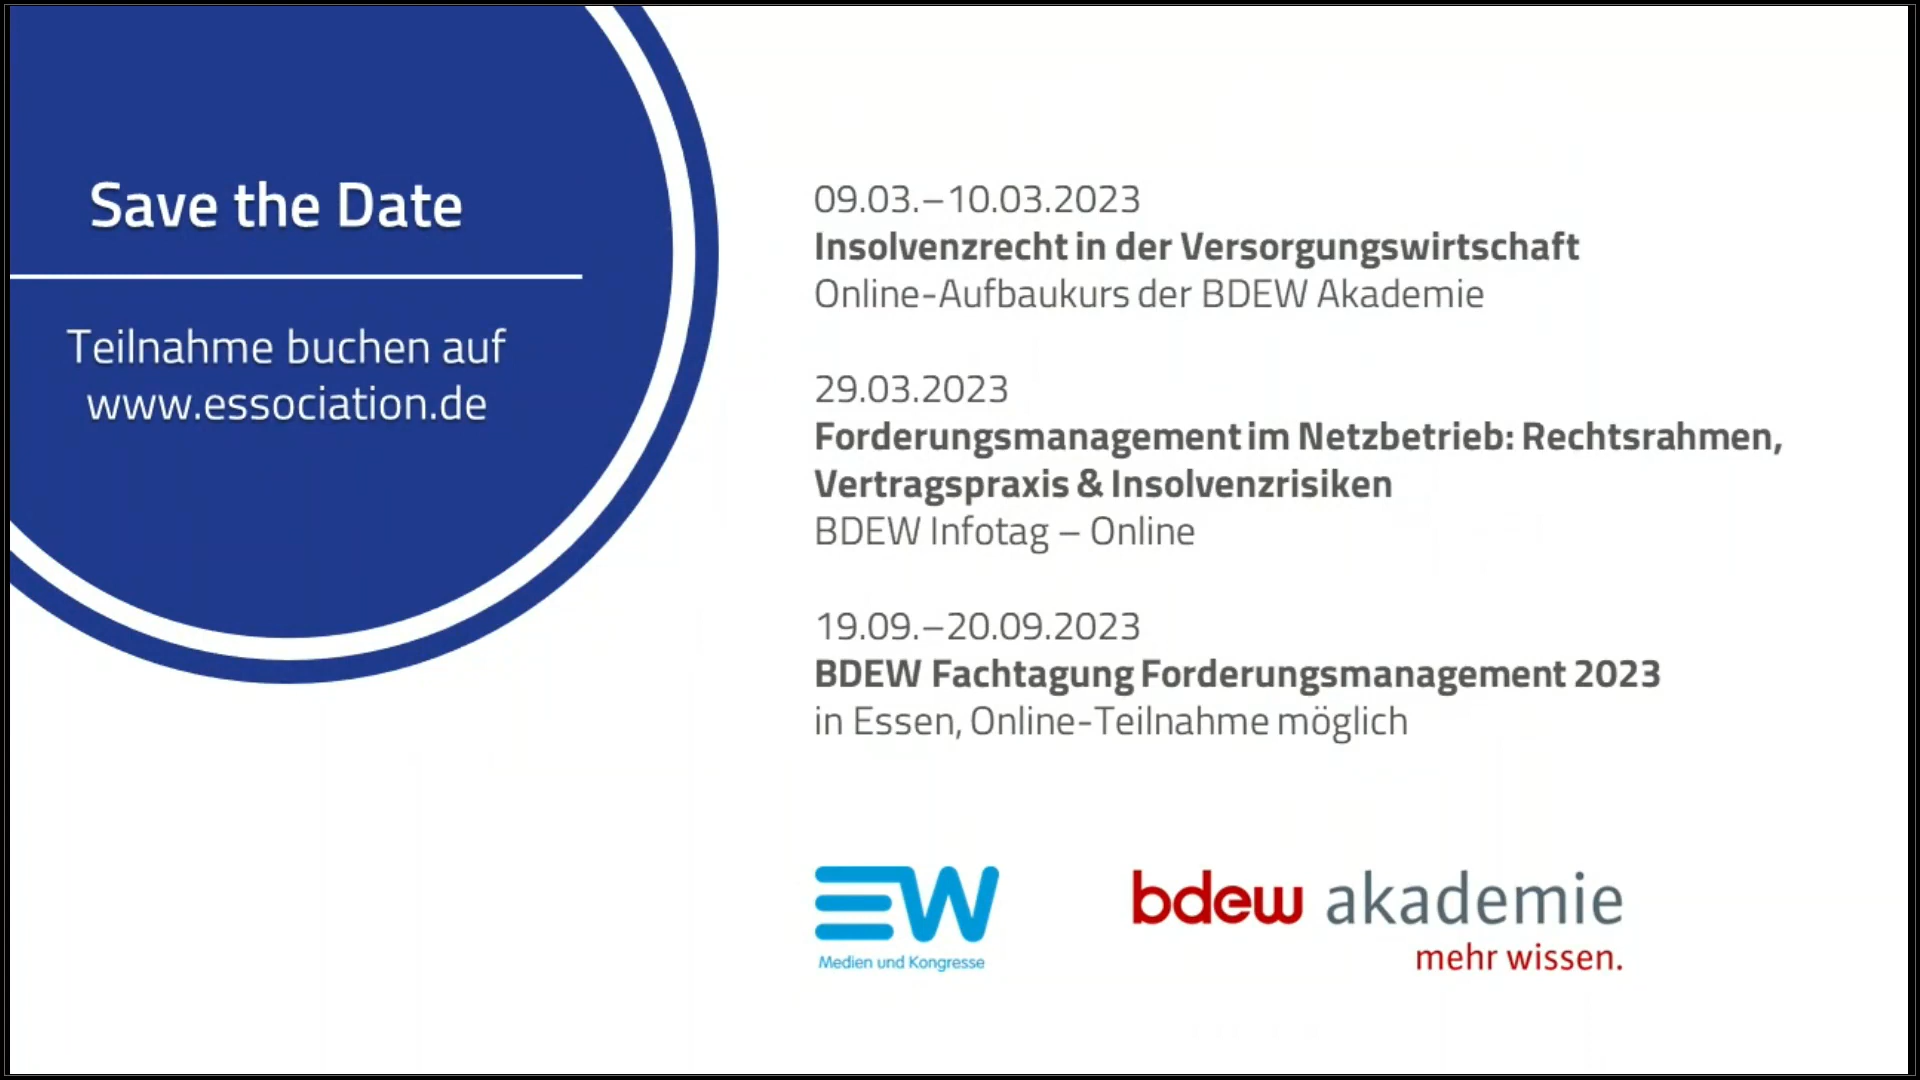 Save the Date
Teilnahme buchen auf
www.essociation.de
09.03.–10.03.2023
Insolvenzrecht in der Versorgungswirtschaft
Online-Aufbaukurs der BDEW Akademie
29.03.2023
Forderungsmanagement im Netzbetrieb: Rechtsrahmen,
Vertragspraxis & Insolvenzrisiken
BDEW Infotag – Online
19.09.–20.09.2023
BDEW Fachtagung Forderungsmanagement 2023
in Essen, Online-Teilnahme möglich
EW
Medien und Kongresse
bdew akademie
mehr wissen.